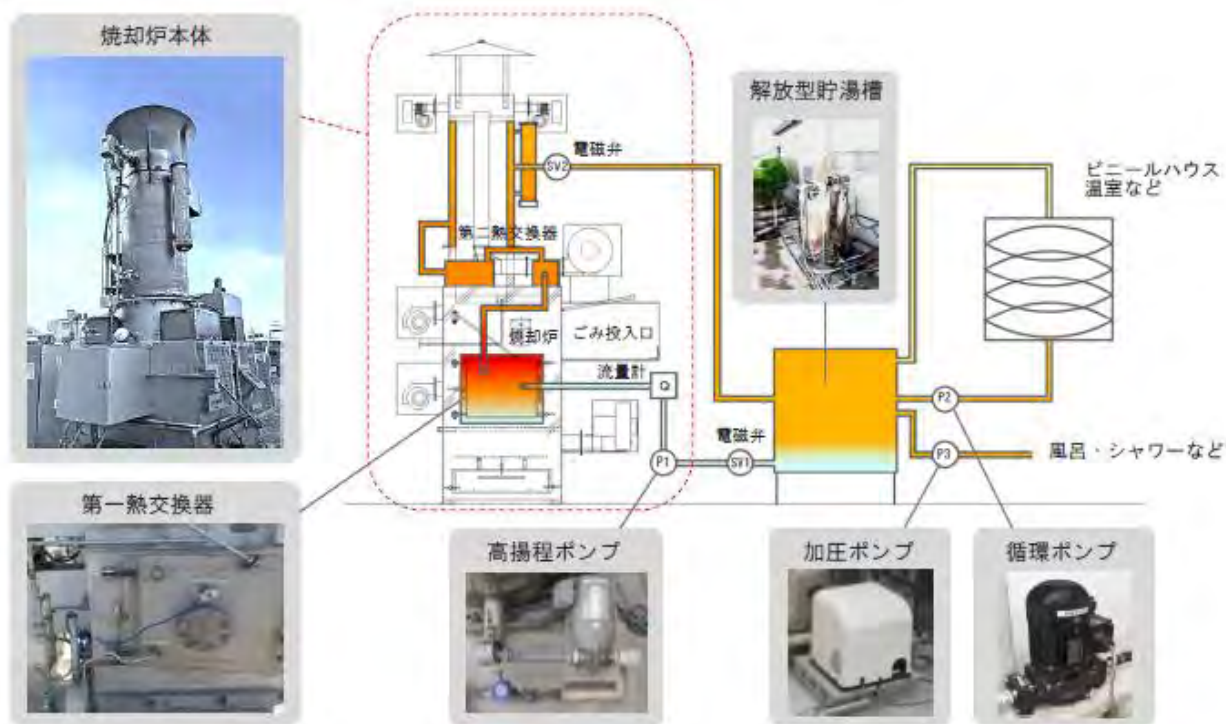 焼却炉本体
解放型貯湯槽
電磁弁
SV2
ビニールハウス
温室など
第二熱交換器
焼却炉
ごみ投入口
流量計
Q
P2
電磁弁
P1
SV1
P3
風呂・シャワーなど
第一熱交換器
高揚程ポンプ
加圧ポンプ
循環ポンプ